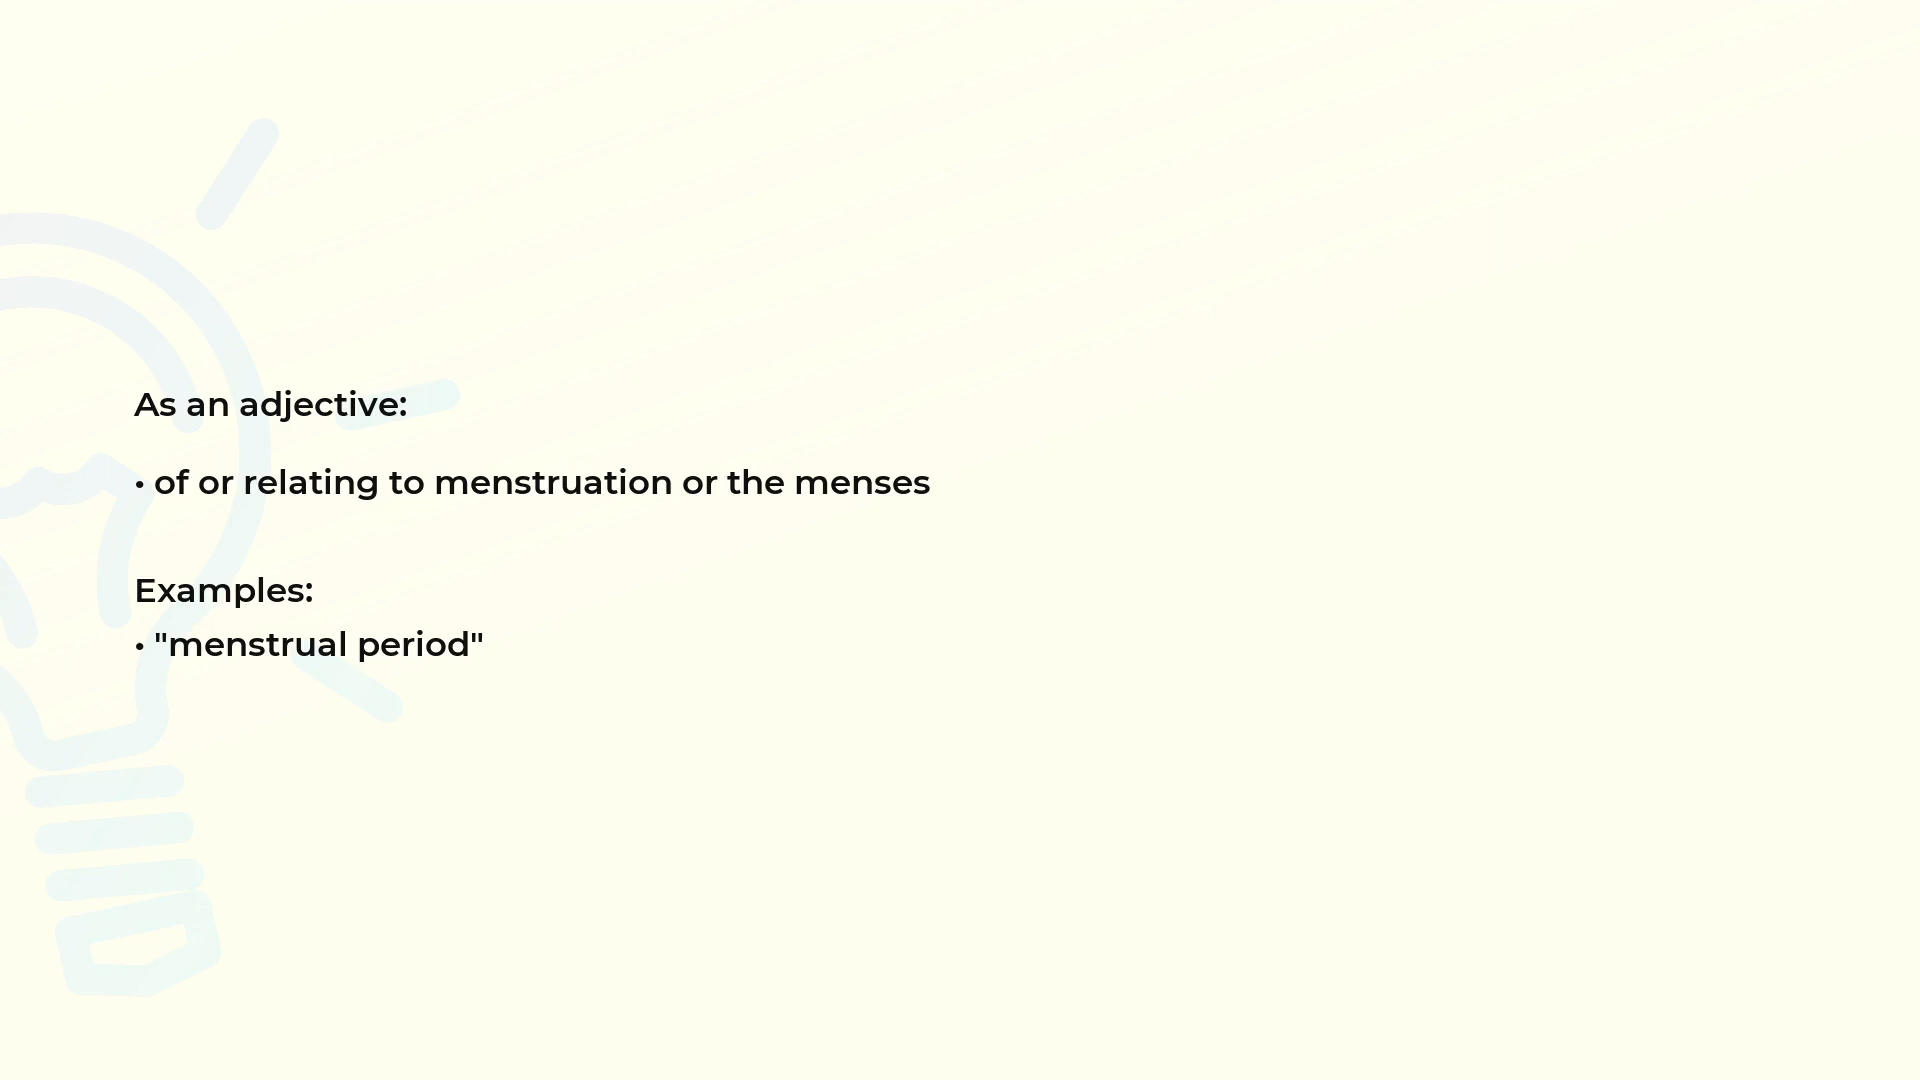 As an adjective:
• of or relating to menstruation or the menses
Examples:
• "menstrual period"